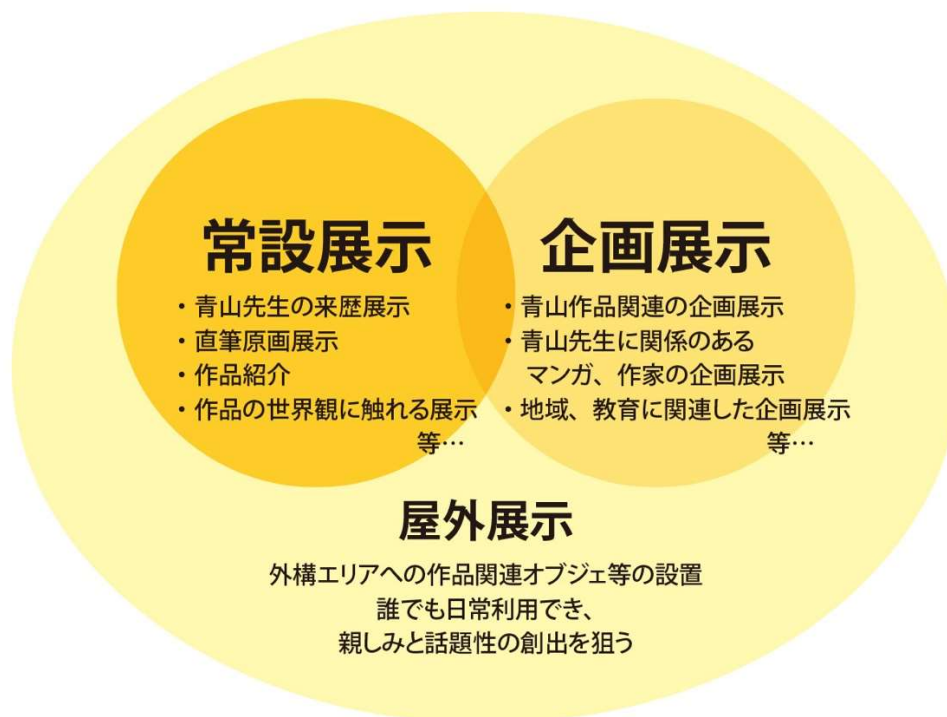 常設展示
・青山先生の来歴展示
・直筆原画展示
・作品紹介
・作品の世界観に触れる展示
等…
企画展示
・青山作品関連の企画展示
・青山先生に関係のある
マンガ、作家の企画展示
・地域、教育に関連した企画展示
等…
屋外展示
外構エリアへの作品関連オブジェ等の設置
誰でも日常利用でき、
親しみと話題性の創出を狙う